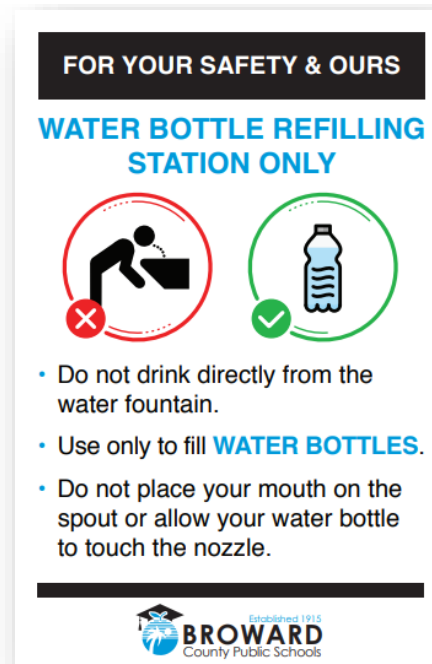 FOR YOUR SAFETY & OURS
WATER BOTTLE REFILLING
STATION ONLY
• Do not drink directly from the
water fountain.
• Use only to fill WATER BOTTLES.
• Do not place your mouth on the
spout or allow your water bottle
to touch the nozzle.
Established 1915
BROWARD
County Public Schools